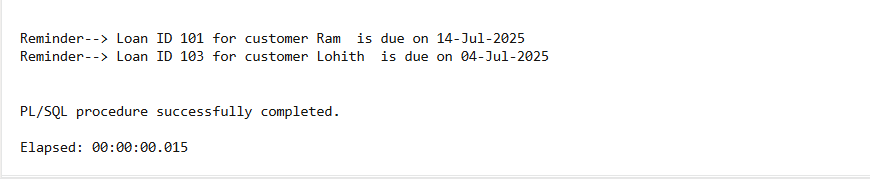 Reminder--> Loan ID 101 for customer Ram  is due on 14-Jul-2025
Reminder--> Loan ID 103 for customer Lohith  is due on 04-Jul-2025
PL/SQL procedure successfully completed.
Elapsed: 00:00:00.015